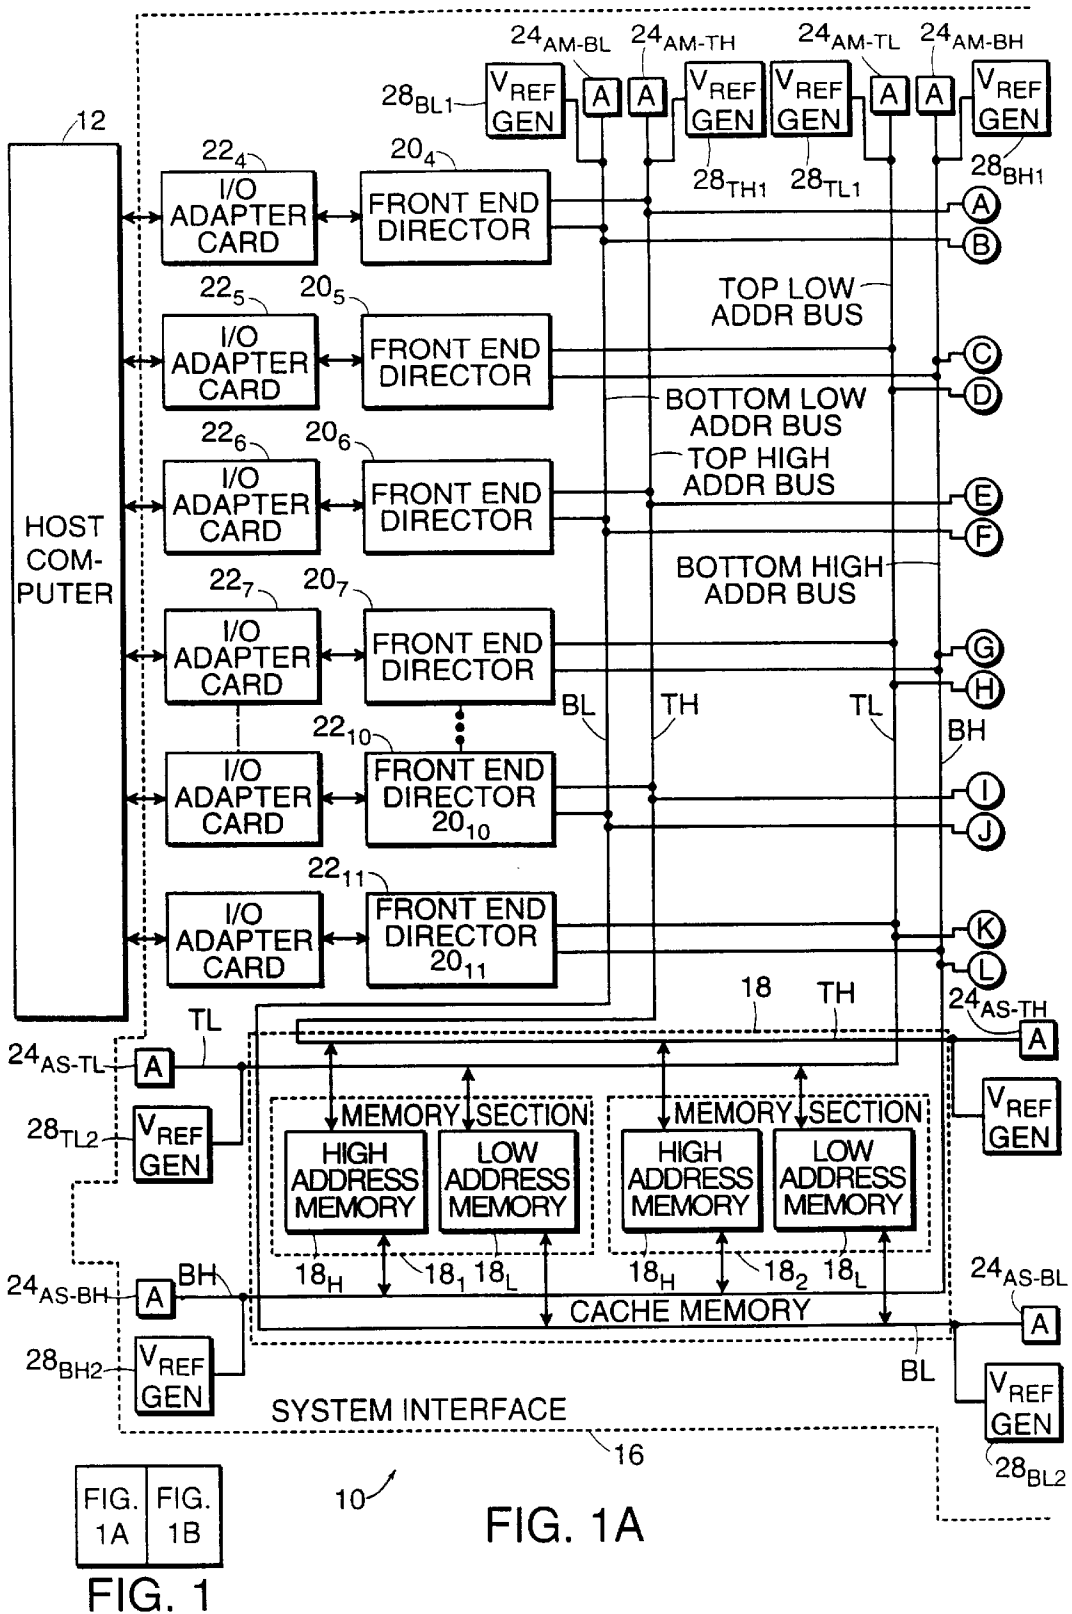 24AM-BL 24AM-TH 24AM-TL 24AM-BH
28BL1 VREF GEN A A VREF GEN VREF GEN A A VREF GEN
28TH1 28TL1 28BH1
12
224 204
I/O ADAPTER CARD FRONT END DIRECTOR
A
B
TOP LOW
ADDR BUS
225 205
I/O ADAPTER CARD FRONT END DIRECTOR
C
D
BOTTOM LOW
ADDR BUS
TOP HIGH
ADDR BUS
226 206
I/O ADAPTER CARD FRONT END DIRECTOR
E
F
HOST
COM-
PUTER
BOTTOM HIGH
ADDR BUS
227 207
I/O ADAPTER CARD FRONT END DIRECTOR
G
H
BL TH TL BH
2210
I/O ADAPTER CARD FRONT END DIRECTOR 2010
I
J
2211
I/O ADAPTER CARD FRONT END DIRECTOR 2011
K
L
TL 18 TH 24AS-TH
A
24AS-TL A
28TL2 VREF GEN
VREF GEN
MEMORY SECTION MEMORY SECTION
HIGH ADDRESS MEMORY LOW ADDRESS MEMORY HIGH ADDRESS MEMORY LOW ADDRESS MEMORY
18H 181 18L 18H 182 18L
24AS-BH A BH
24AS-BL A
CACHE MEMORY
BL
28BH2 VREF GEN
VREF GEN
28BL2
SYSTEM INTERFACE
16
10
FIG. 1A
FIG. 1A FIG. 1B
FIG. 1